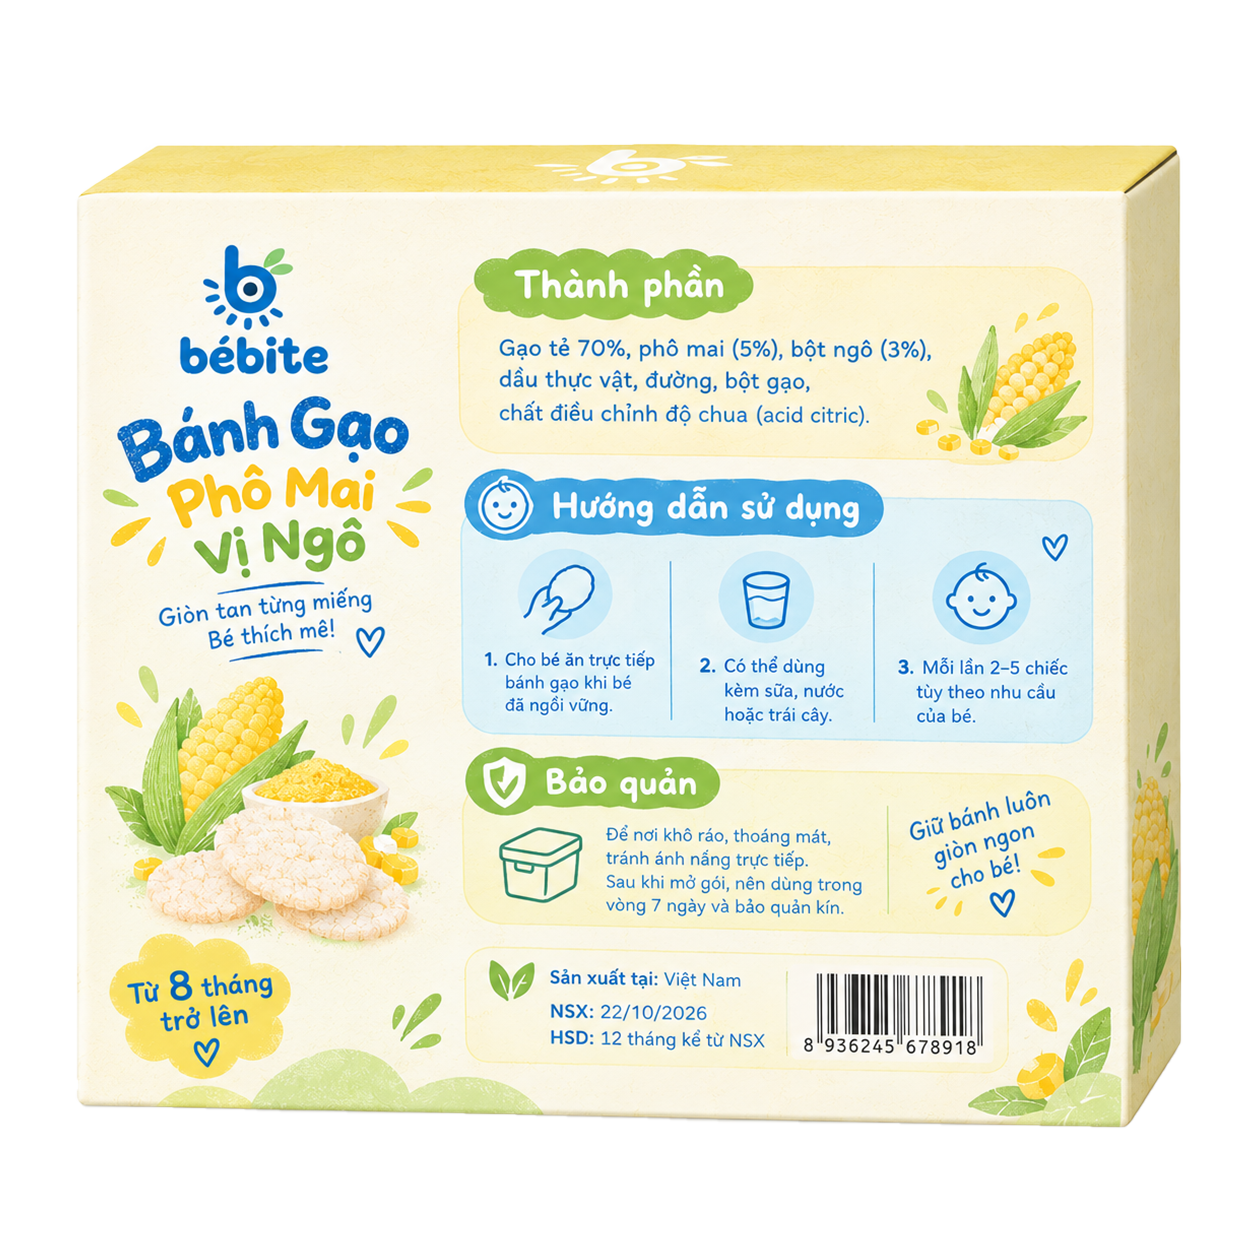 bébite
Bánh Gạo
Phô Mai
Vị Ngô
Giòn tan từng miếng
Bé thích mê!
Từ 8 tháng
trở lên
Thành phần
Gạo tẻ 70%, phô mai (5%), bột ngô (3%),
dầu thực vật, đường, bột gạo,
chất điều chỉnh độ chua (acid citric).
Hướng dẫn sử dụng
1. Cho bé ăn trực tiếp
bánh gạo khi bé
đã ngồi vững.
2. Có thể dùng
kèm sữa, nước
hoặc trái cây.
3. Mỗi lần 2–5 chiếc
tùy theo nhu cầu
của bé.
Bảo quản
Để nơi khô ráo, thoáng mát,
tránh ánh nắng trực tiếp.
Sau khi mở gói, nên dùng trong
vòng 7 ngày và bảo quản kín.
Giữ bánh luôn
giòn ngon
cho bé!
Sản xuất tại: Việt Nam
NSX: 22/10/2026
HSD: 12 tháng kể từ NSX
8 936245 678918